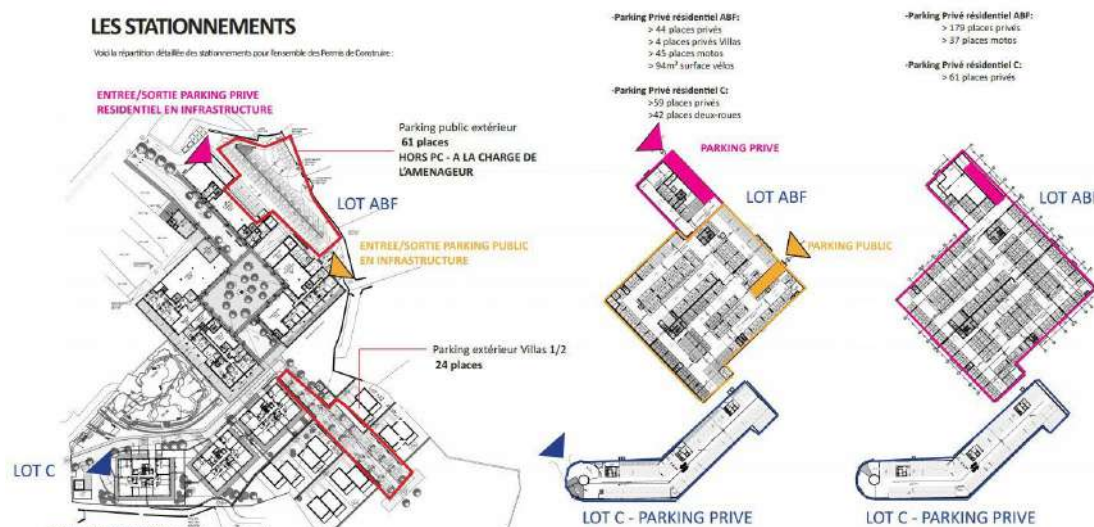 LES STATIONNEMENTS
Voici la répartition détaillée des stationnements pour l'ensemble des Permis de Construire :
ENTREE/SORTIE PARKING PRIVE
RESIDENTIEL EN INFRASTRUCTURE
Parking public extérieur
61 places
HORS PC - A LA CHARGE DE
L'AMENAGEUR
LOT ABF
ENTREE/SORTIE PARKING PUBLIC
EN INFRASTRUCTURE
Parking extérieur Villas 1/2
24 places
LOT C
-Parking Privé résidentiel ABF:
> 44 places privés
> 4 places privés Villas
> 45 places motos
> 94m² surface vélos
-Parking Privé résidentiel C:
>59 places privés
>42 places deux-roues
PARKING PRIVE
LOT ABF
PARKING PUBLIC
LOT C - PARKING PRIVE
-Parking Privé résidentiel ABF:
> 179 places privés
> 37 places motos
-Parking Privé résidentiel C:
> 61 places privés
LOT ABF
LOT C - PARKING PRIVE